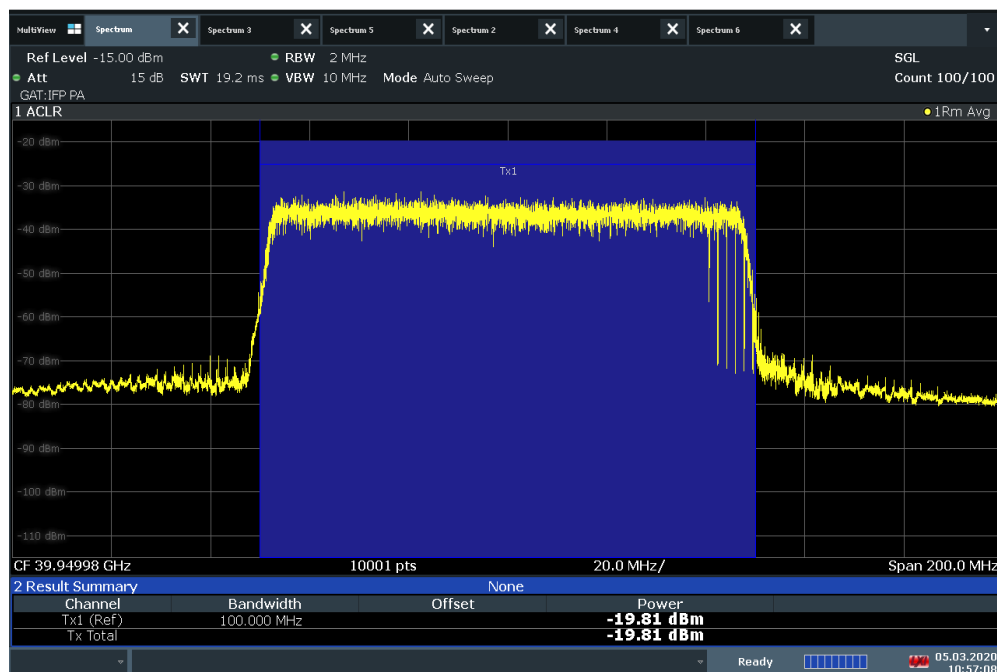 MultiView Spectrum Spectrum 3 Spectrum 5 Spectrum 2 Spectrum 4 Spectrum 6
Ref Level -15.00 dBm RBW 2 MHz SGL
Att 15 dB SWT 19.2 ms VBW 10 MHz Mode Auto Sweep Count 100/100
GAT:IFP PA
1 ACLR 1Rm Avg
-20 dBm
Tx1
-30 dBm
-40 dBm
-50 dBm
-60 dBm
-70 dBm
-80 dBm
-90 dBm
-100 dBm
-110 dBm
CF 39.94998 GHz 10001 pts 20.0 MHz/ Span 200.0 MHz
2 Result Summary None
Channel Bandwidth Offset Power
Tx1 (Ref) 100.000 MHz -19.81 dBm
Tx Total -19.81 dBm
Ready 05.03.2020
10:57:08